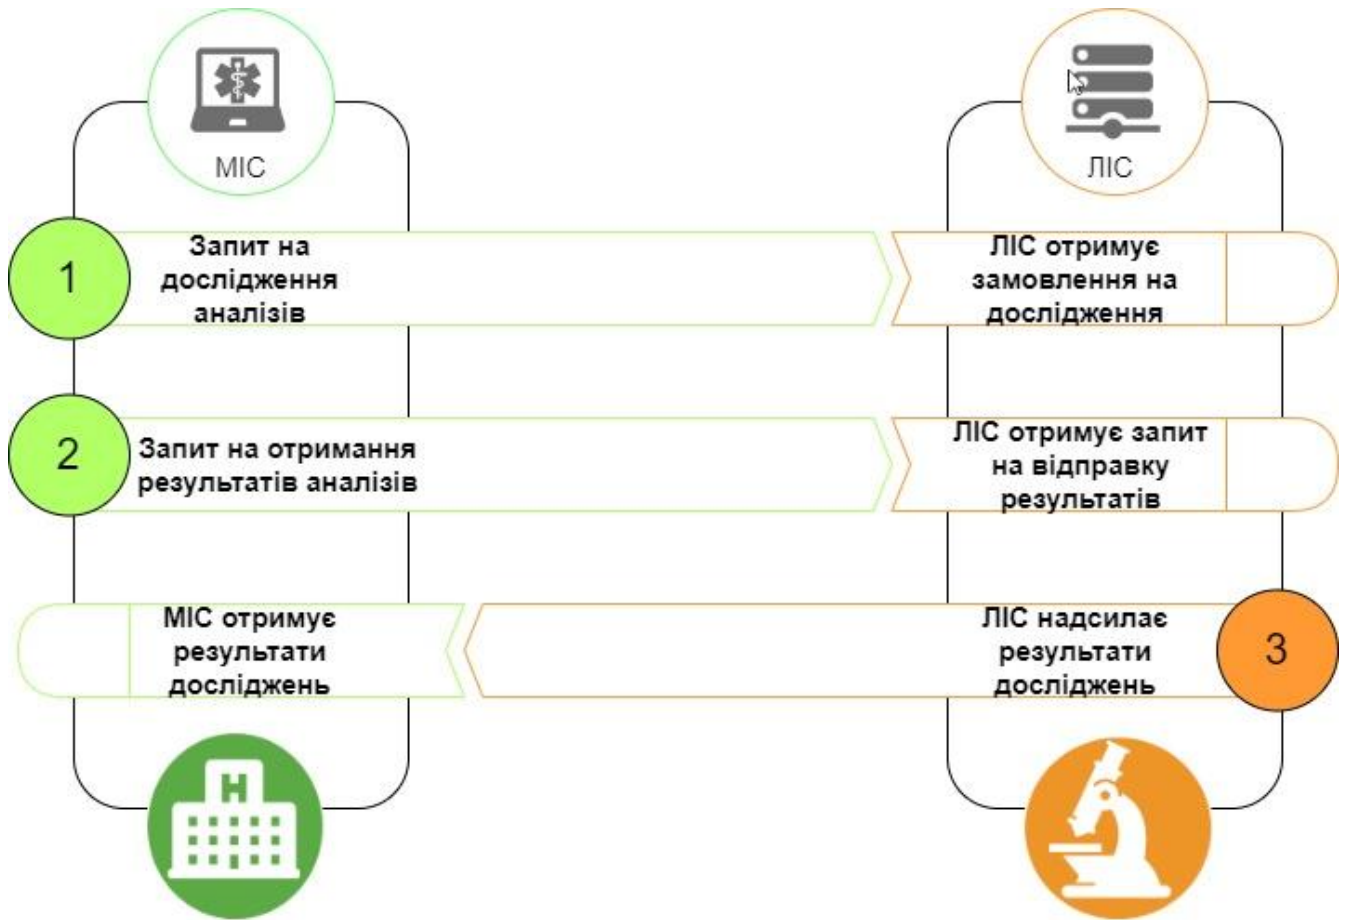 МІС
ЛІС
1
Запит на
дослідження
аналізів
ЛІС отримує
замовлення на
дослідження
2
Запит на отримання
результатів аналізів
ЛІС отримує запит
на відправку
результатів
МІС отримує
результати
досліджень
ЛІС надсилає
результати
досліджень
3
H